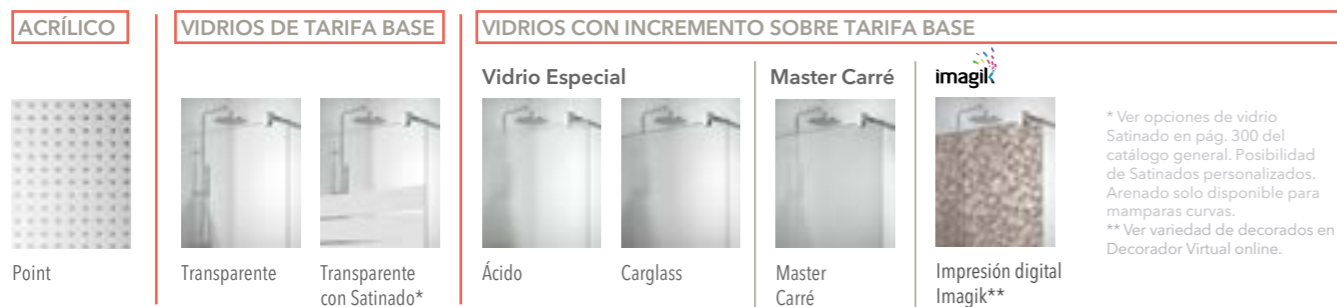 ACRÍLICO
VIDRIOS DE TARIFA BASE
VIDRIOS CON INCREMENTO SOBRE TARIFA BASE
Vidrio Especial
Master Carré
imagik
Point
Transparente
Transparente
con Satinado*
Ácido
Carglass
Master
Carré
Impresión digital
Imagik**
* Ver opciones de vidrio
Satinado en pág. 300 del
catálogo general. Posibilidad
de Satinados personalizados.
Arenado solo disponible para
mamparas curvas.
** Ver variedad de decorados en
Decorador Virtual online.